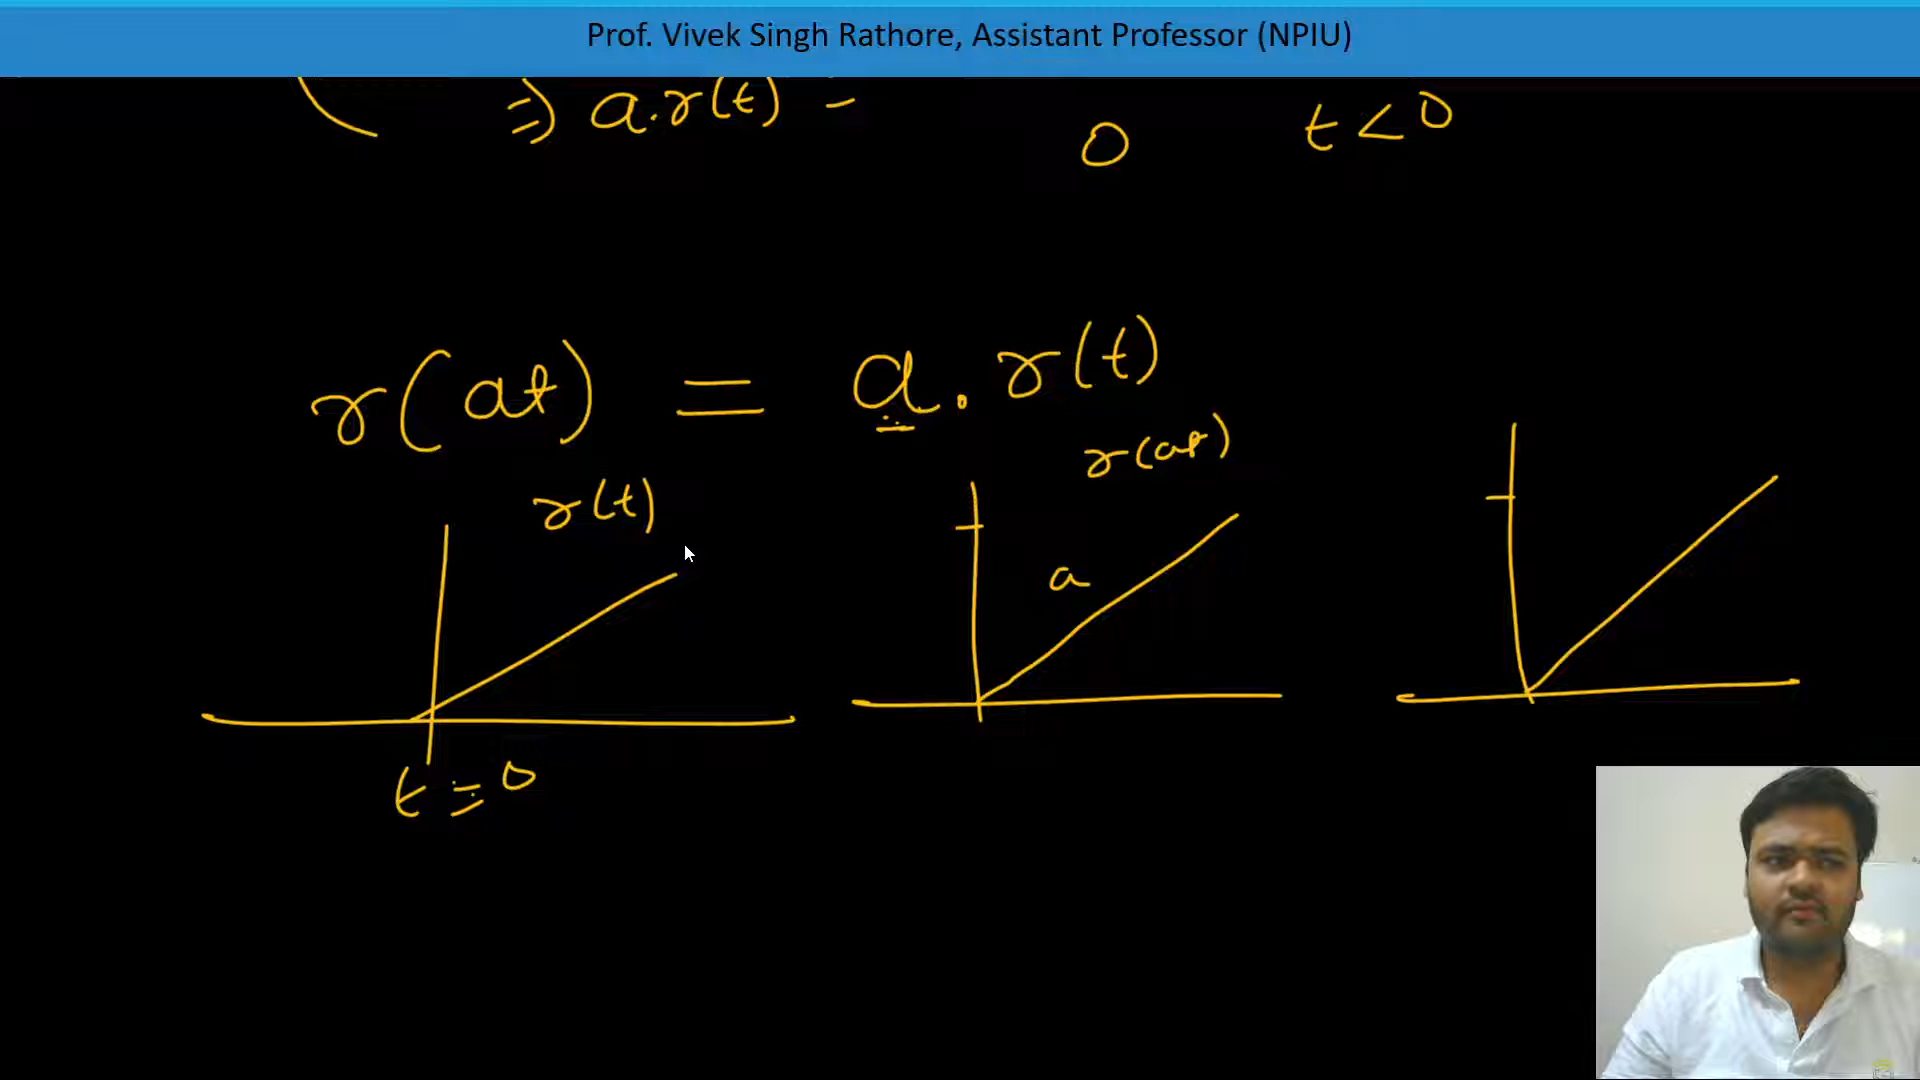 Prof. Vivek Singh Rathore, Assistant Professor (NPIU)
⇒ a.r(t) -
0 t < 0
r(at) = a . r(t)
r(t)
r(at)
a
t = 0